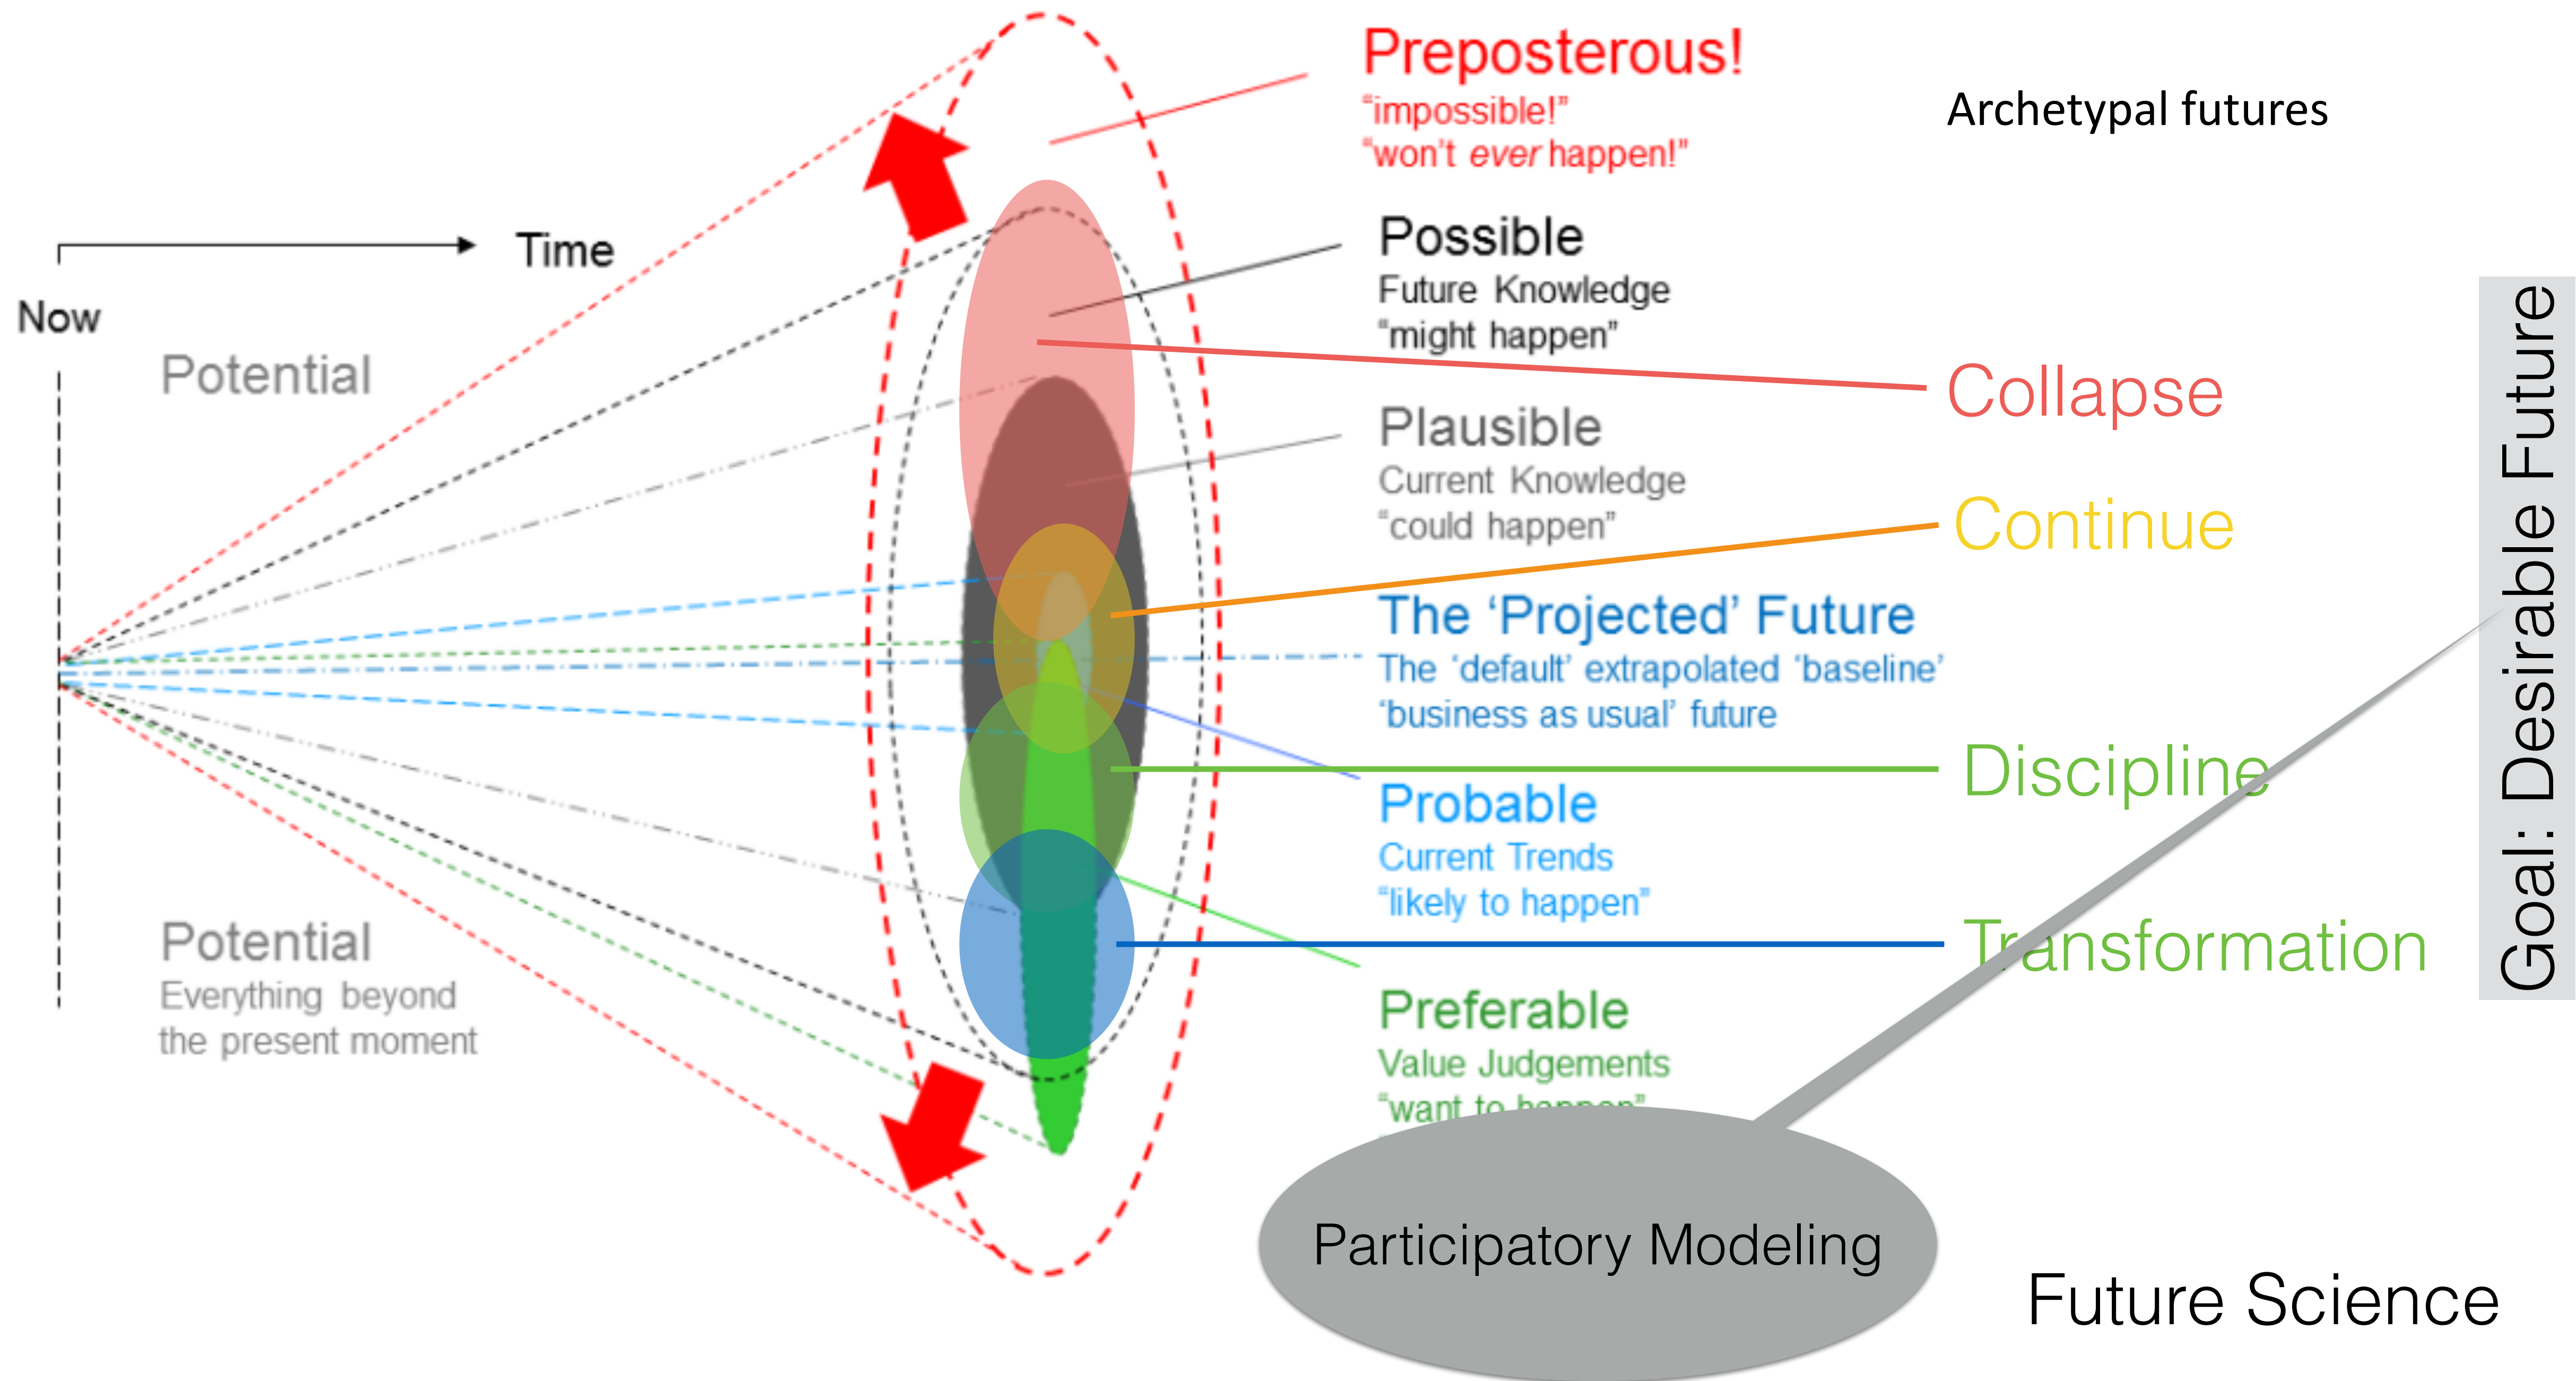 Preposterous!
“impossible!”
“won’t ever happen!”
Archetypal futures
Time
Now
Potential
Possible
Future Knowledge
“might happen”
Collapse
Plausible
Current Knowledge
“could happen”
Continue
The ‘Projected’ Future
The ‘default’ extrapolated ‘baseline’
‘business as usual’ future
Discipline
Probable
Current Trends
“likely to happen”
Transformation
Potential
Everything beyond
the present moment
Preferable
Value Judgements
“want to happen”
Goal: Desirable Future
Participatory Modeling
Future Science